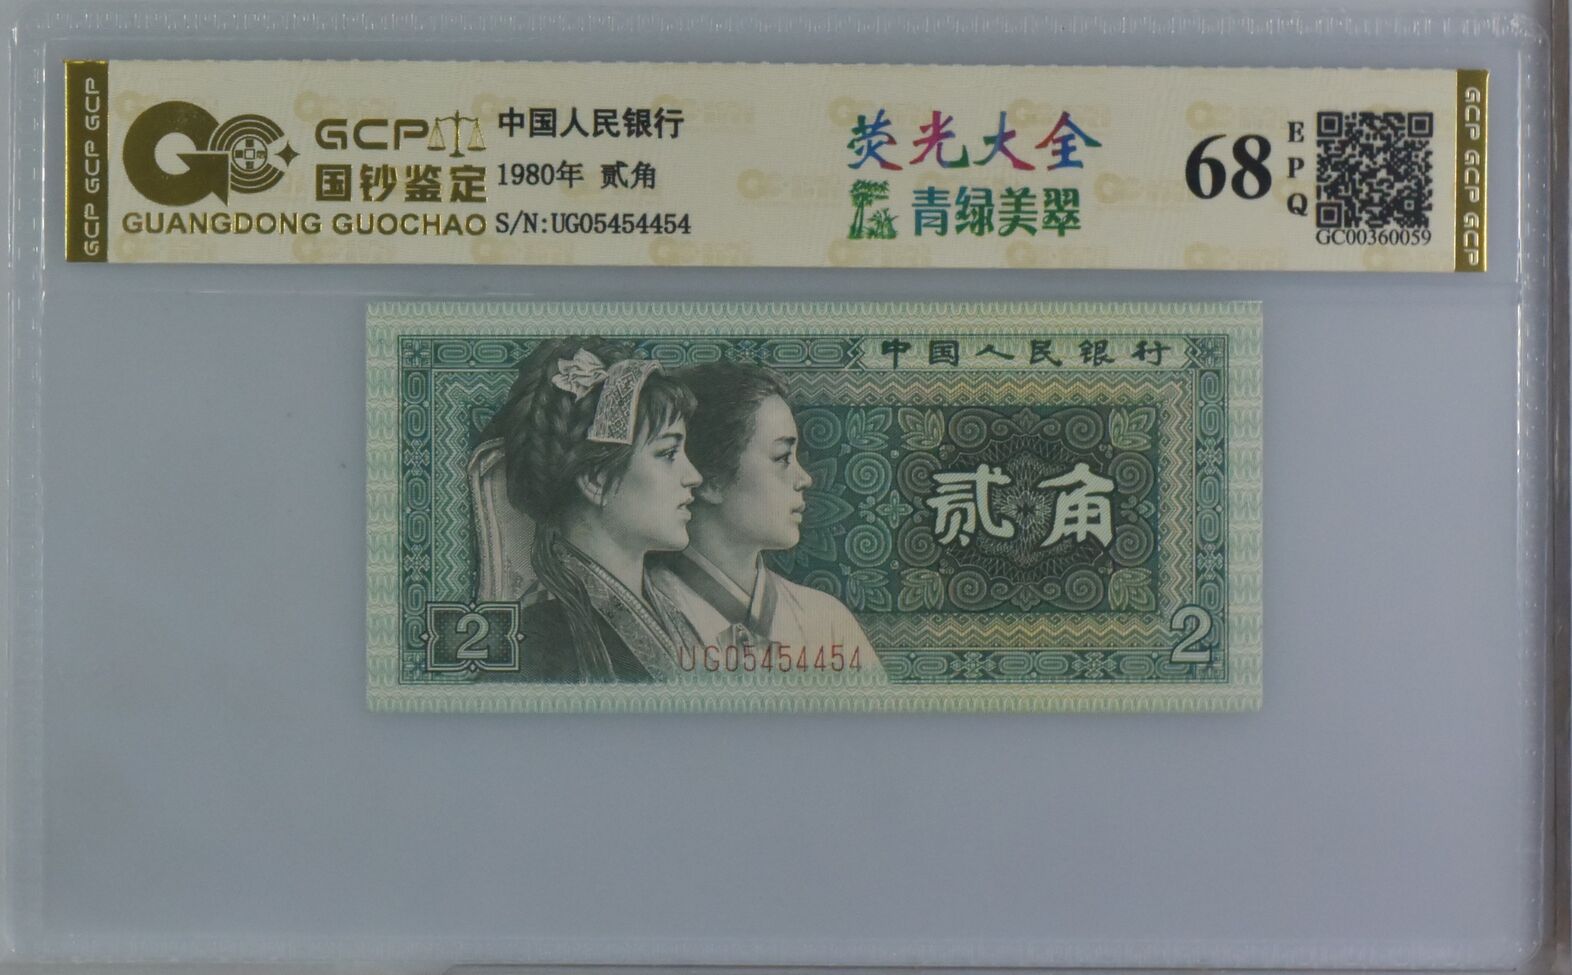 GCP GCP GCP
GCP
国钞鉴定
GUANGDONG GUOCHAO
中国人民银行
1980年 贰角
S/N:UG05454454
荧光大全
青绿美翠
68
EPQ
GC00360059
GCP GCP GCP
中国人民银行
贰角
2
2
UG05454454